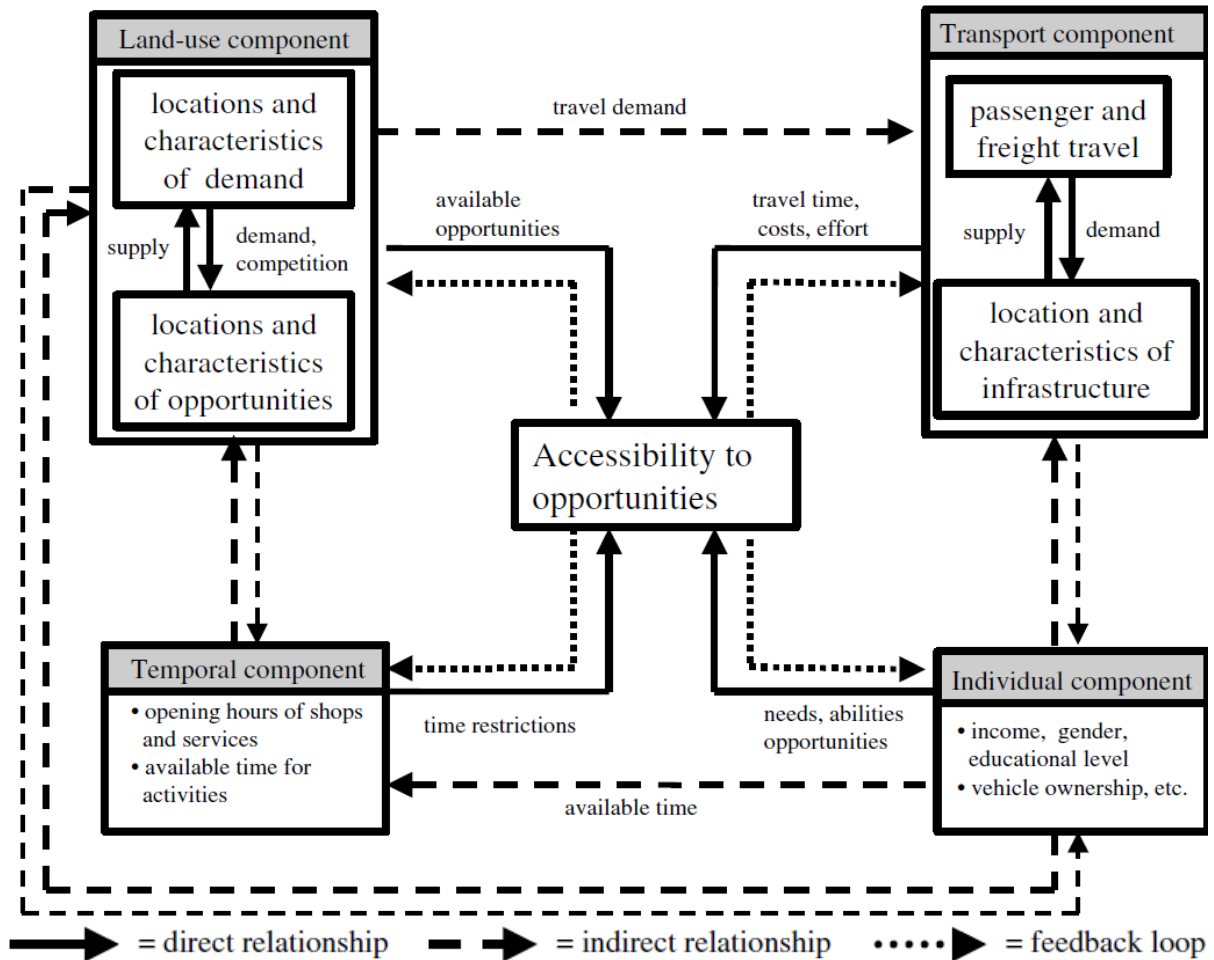 Land-use component
locations and
characteristics
of demand
supply
demand,
competition
locations and
characteristics
of opportunities
travel demand
Transport component
passenger and
freight travel
supply
demand
location and
characteristics of
infrastructure
available
opportunities
travel time,
costs, effort
Accessibility to
opportunities
Temporal component
• opening hours of shops
and services
• available time for
activities
time restrictions
needs, abilities
opportunities
available time
Individual component
• income, gender,
educational level
• vehicle ownership, etc.
= direct relationship
= indirect relationship
= feedback loop